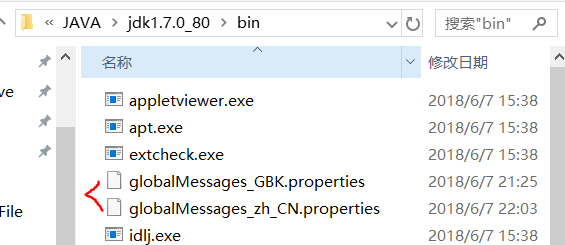 « JAVA › jdk1.7.0_80 › bin
搜索"bin"
名称 修改日期
ve
appletviewer.exe 2018/6/7 15:38
apt.exe 2018/6/7 15:38
extcheck.exe 2018/6/7 15:38
globalMessages_GBK.properties 2018/6/7 21:25
globalMessages_zh_CN.properties 2018/6/7 22:03
File
idlj.exe 2018/6/7 15:38